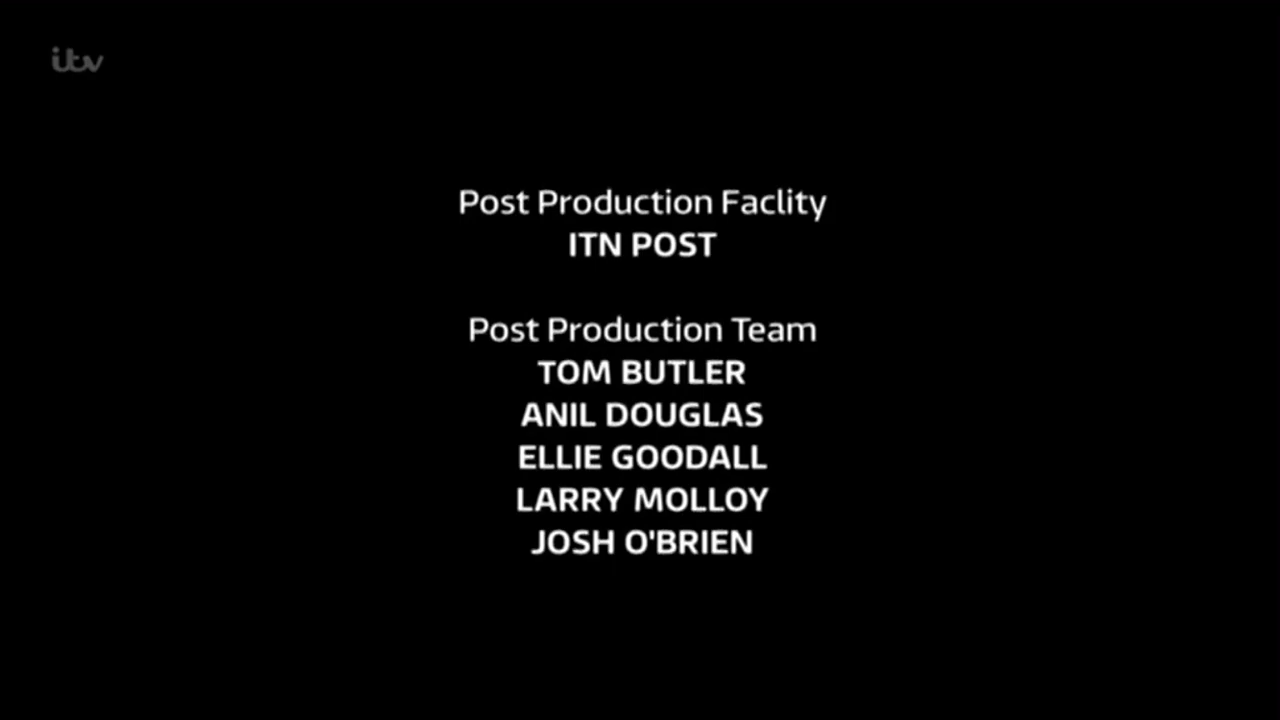 itv
Post Production Faclity
ITN POST
Post Production Team
TOM BUTLER
ANIL DOUGLAS
ELLIE GOODALL
LARRY MOLLOY
JOSH O'BRIEN